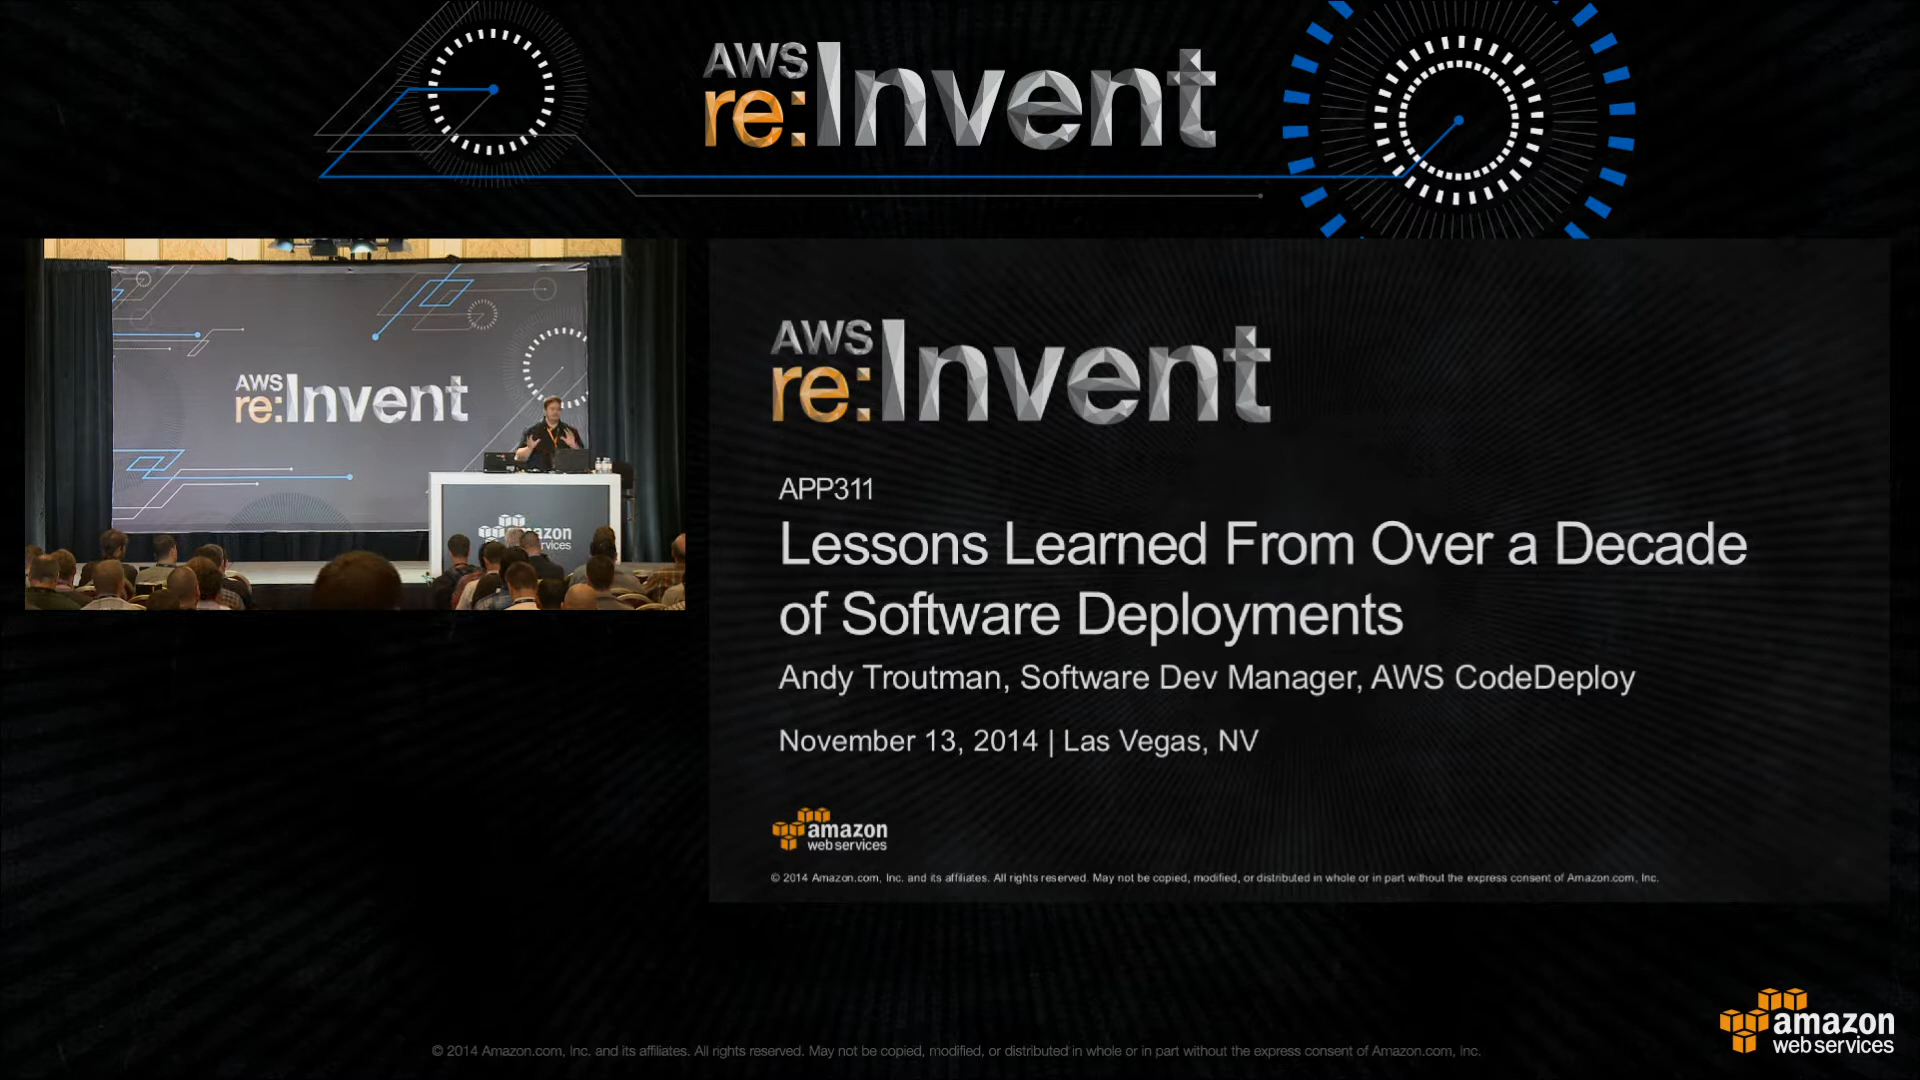 AWS
re:Invent
AWS
re:Invent
amazon
AWS
re:Invent
APP311
Lessons Learned From Over a Decade
of Software Deployments
Andy Troutman, Software Dev Manager, AWS CodeDeploy
November 13, 2014 | Las Vegas, NV
amazon
webservices
© 2014 Amazon.com, Inc. and its affiliates. All rights reserved. May not be copied, modified, or distributed in whole or in part without the express consent of Amazon.com, Inc.
amazon
webservices
© 2014 Amazon.com, Inc. and its affiliates. All rights reserved. May not be copied, modified, or distributed in whole or in part without the express consent of Amazon.com, Inc.